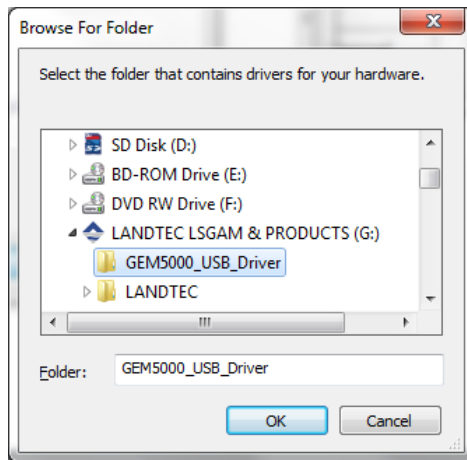 Browse For Folder
Select the folder that contains drivers for your hardware.
SD Disk (D:)
BD-ROM Drive (E:)
DVD RW Drive (F:)
LANDTEC LSGAM & PRODUCTS (G:)
GEM5000_USB_Driver
LANDTEC
Folder: GEM5000_USB_Driver
OK Cancel